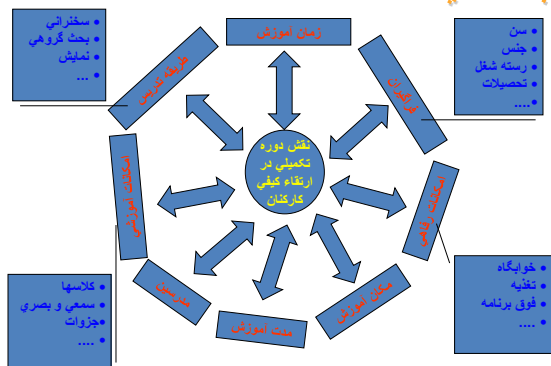 زمان آموزش
• سن
• جنس
• رسته شغل
• تحصيلات
• ....
فراگيران
امكانات رفاهي
• خوابگاه
• تغذيه
• فوق برنامه
• ....
مكان آموزش
مدت آموزش
مدرسين
امكانات آموزشي
• كلاسها
• سمعي و بصري
•جزوات
• ....
طريقه تدريس
• سخنراني
• بحث گروهي
• نمايش
• ...
نقش دوره
تكميلي در
ارتقاء كيفي
كاركنان